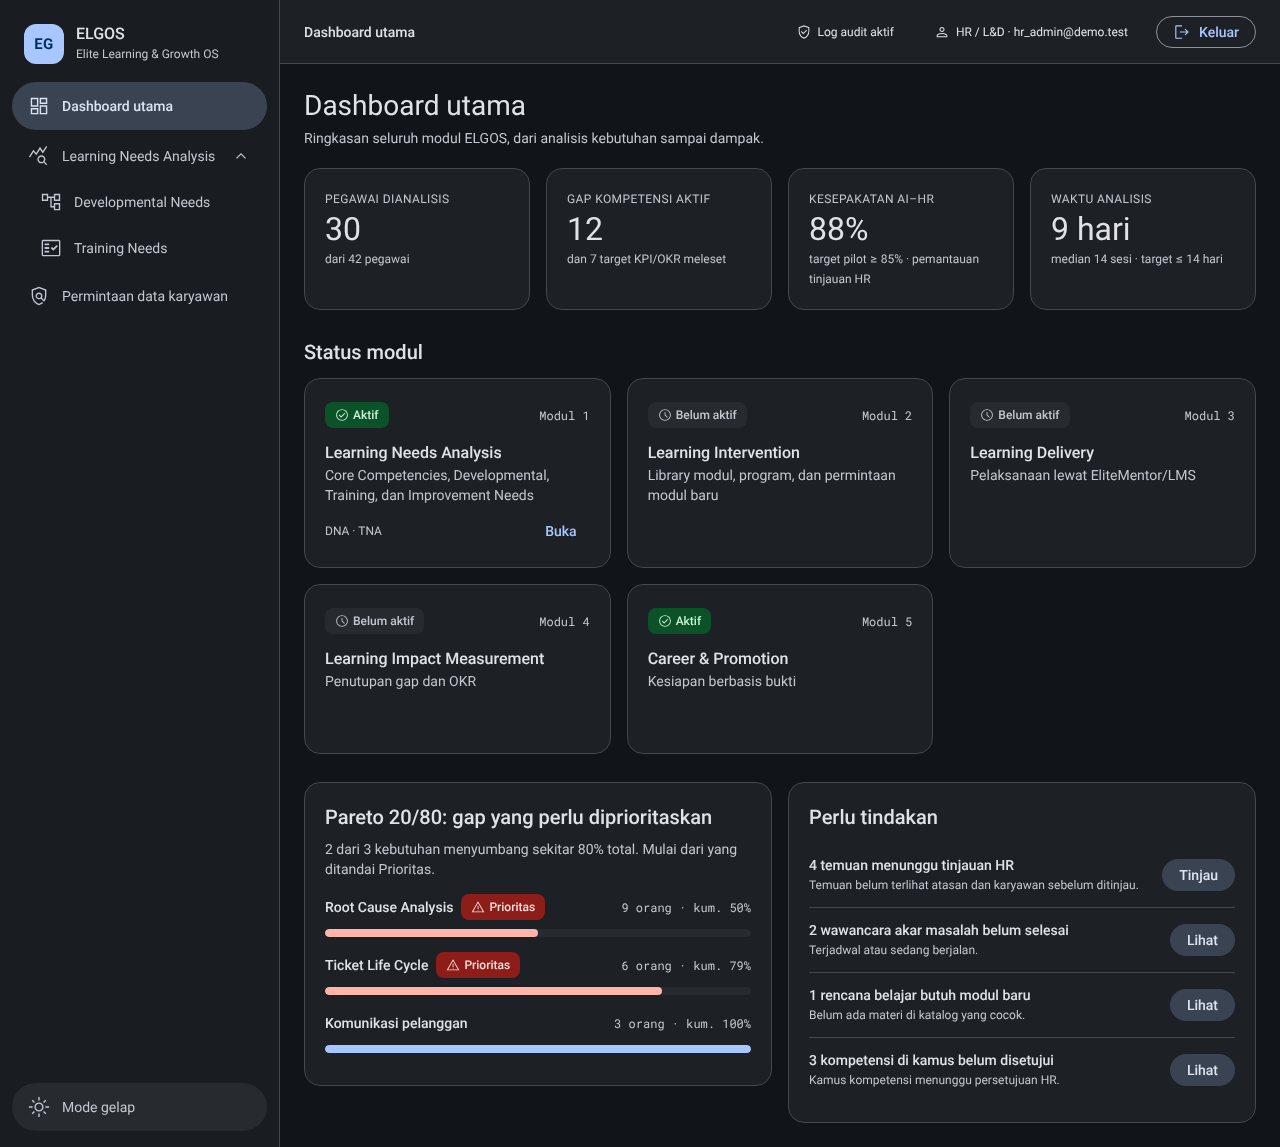 EG
ELGOS
Elite Learning & Growth OS
Dashboard utama
Learning Needs Analysis
Developmental Needs
Training Needs
Permintaan data karyawan
Mode gelap
Dashboard utama
Log audit aktif
HR / L&D · hr_admin@demo.test
Keluar
Dashboard utama
Ringkasan seluruh modul ELGOS, dari analisis kebutuhan sampai dampak.
PEGAWAI DIANALISIS
30
dari 42 pegawai
GAP KOMPETENSI AKTIF
12
dan 7 target KPI/OKR meleset
KESEPAKATAN AI–HR
88%
target pilot ≥ 85% · pemantauan
tinjauan HR
WAKTU ANALISIS
9 hari
median 14 sesi · target ≤ 14 hari
Status modul
Aktif
Modul 1
Learning Needs Analysis
Core Competencies, Developmental,
Training, dan Improvement Needs
DNA · TNA
Buka
Belum aktif
Modul 2
Learning Intervention
Library modul, program, dan permintaan
modul baru
Belum aktif
Modul 3
Learning Delivery
Pelaksanaan lewat EliteMentor/LMS
Belum aktif
Modul 4
Learning Impact Measurement
Penutupan gap dan OKR
Aktif
Modul 5
Career & Promotion
Kesiapan berbasis bukti
Pareto 20/80: gap yang perlu diprioritaskan
2 dari 3 kebutuhan menyumbang sekitar 80% total. Mulai dari yang
ditandai Prioritas.
Root Cause Analysis
Prioritas
9 orang · kum. 50%
Ticket Life Cycle
Prioritas
6 orang · kum. 79%
Komunikasi pelanggan
3 orang · kum. 100%
Perlu tindakan
4 temuan menunggu tinjauan HR
Temuan belum terlihat atasan dan karyawan sebelum ditinjau.
Tinjau
2 wawancara akar masalah belum selesai
Terjadwal atau sedang berjalan.
Lihat
1 rencana belajar butuh modul baru
Belum ada materi di katalog yang cocok.
Lihat
3 kompetensi di kamus belum disetujui
Kamus kompetensi menunggu persetujuan HR.
Lihat